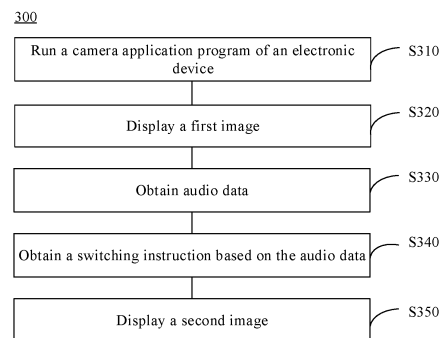 300
Run a camera application program of an electronic
device
S310
Display a first image
S320
Obtain audio data
S330
Obtain a switching instruction based on the audio data
S340
Display a second image
S350